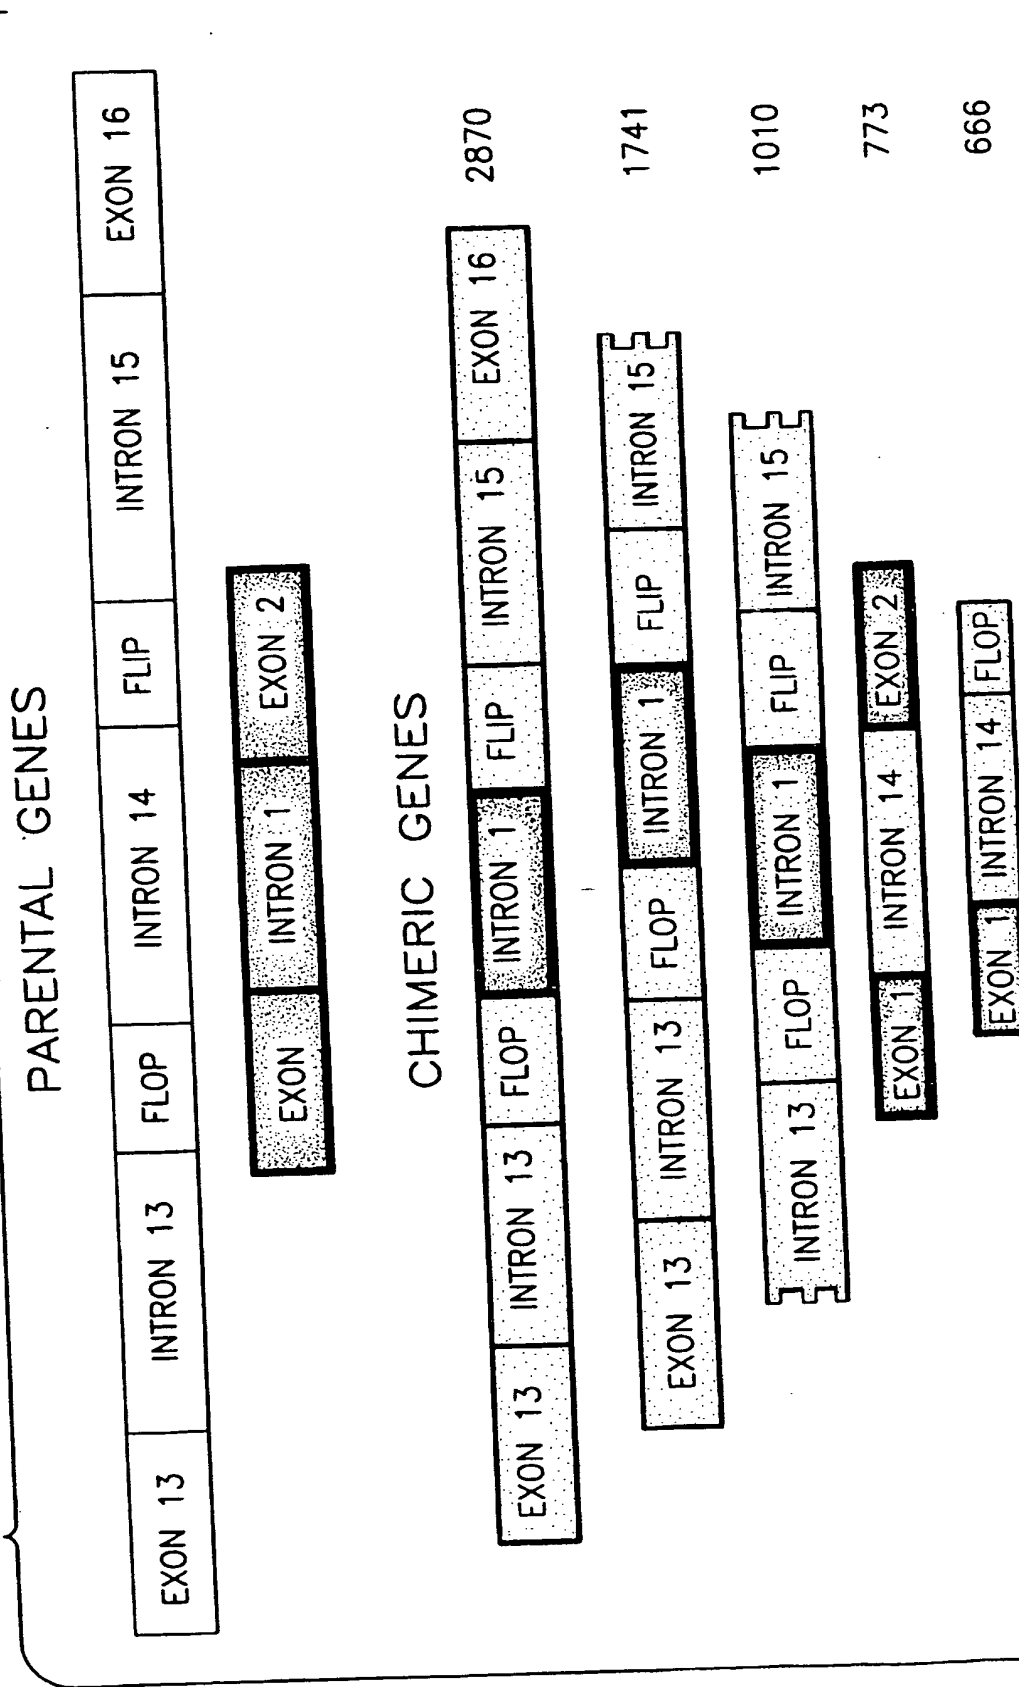 PARENTAL GENES
EXON 13 INTRON 13 FLOP INTRON 14 FLIP INTRON 15 EXON 16
EXON INTRON 1 EXON 2
CHIMERIC GENES
EXON 13 INTRON 13 FLOP INTRON 1 FLIP INTRON 15 EXON 16 2870
EXON 13 INTRON 13 FLOP INTRON 1 FLIP INTRON 15 1741
INTRON 13 FLOP INTRON 1 FLIP INTRON 15 1010
EXON 1 INTRON 14 EXON 2 773
EXON 1 INTRON 14 FLOP 666